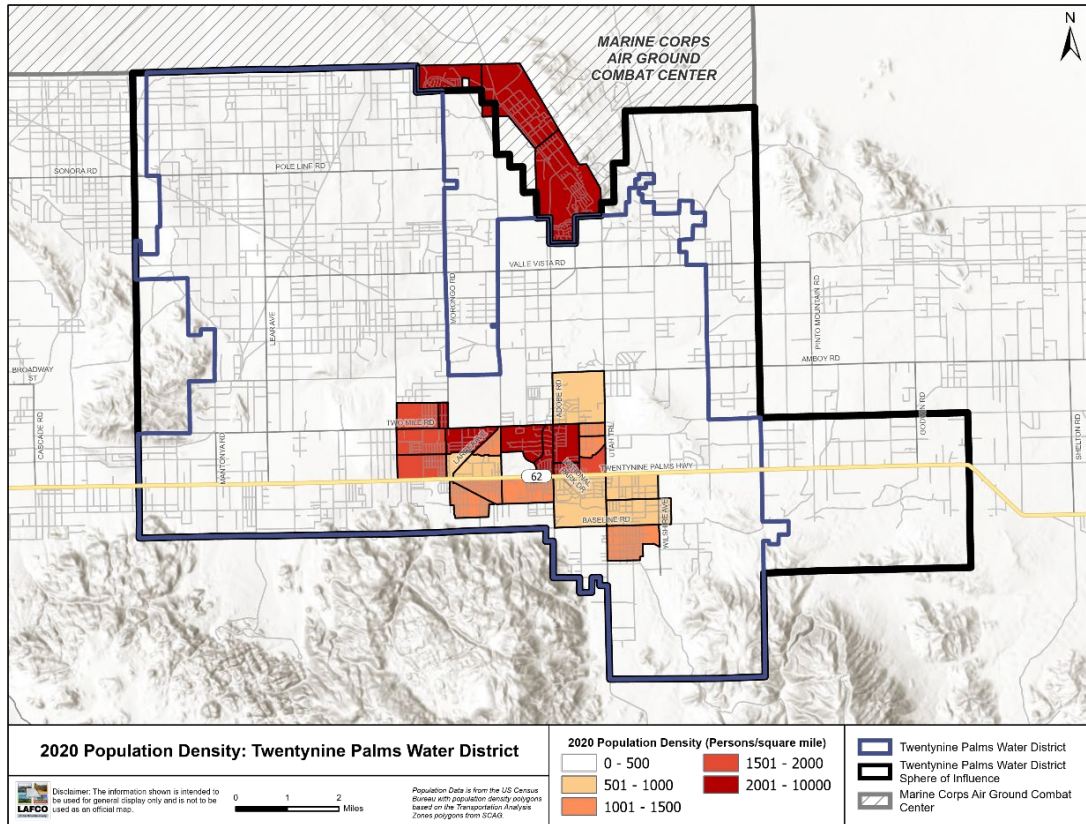 N
MARINE CORPS
AIR GROUND
COMBAT CENTER
SONORA RD
POLE LINE RD
VALLE VISTA RD
MORONGO RD
LEAR AVE
PINTO MOUNTAIN RD
AMBOY RD
BROADWAY
ST
CASCADE RD
MANTONYA RD
TWO MILE RD
ADOBE RD
UTAH TRL
GODWIN RD
SHELTON RD
TWENTYNINE PALMS HWY
62
NATIONAL
PARK DR
BASELINE RD
WILSHIRE AVE
2020 Population Density: Twentynine Palms Water District
LAFCO
Disclaimer: The information shown is intended to
be used for general display only and is not to be
used as an official map.
0 1 2
Miles
Population Data is from the US Census
Bureau with population density polygons
based on the Transportation Analysis
Zones polygons from SCAG.
2020 Population Density (Persons/square mile)
0 - 500
501 - 1000
1001 - 1500
1501 - 2000
2001 - 10000
Twentynine Palms Water District
Twentynine Palms Water District
Sphere of Influence
Marine Corps Air Ground Combat
Center